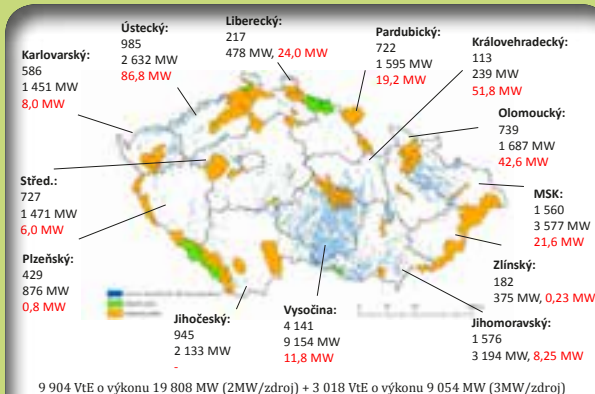 Karlovarský:
586
1 451 MW
8,0 MW
Ústecký:
985
2 632 MW
86,8 MW
Liberecký:
217
478 MW, 24,0 MW
Pardubický:
722
1 595 MW
19,2 MW
Královehradecký:
113
239 MW
51,8 MW
Olomoucký:
739
1 687 MW
42,6 MW
MSK:
1 560
3 577 MW
21,6 MW
Zlínský:
182
375 MW, 0,23 MW
Jihomoravský:
1 576
3 194 MW, 8,25 MW
Vysočina:
4 141
9 154 MW
11,8 MW
Jihočeský:
945
2 133 MW
-
Plzeňský:
429
876 MW
0,8 MW
Střed.:
727
1 471 MW
6,0 MW
9 904 VtE o výkonu 19 808 MW (2MW/zdroj) + 3 018 VtE o výkonu 9 054 MW (3MW/zdroj)